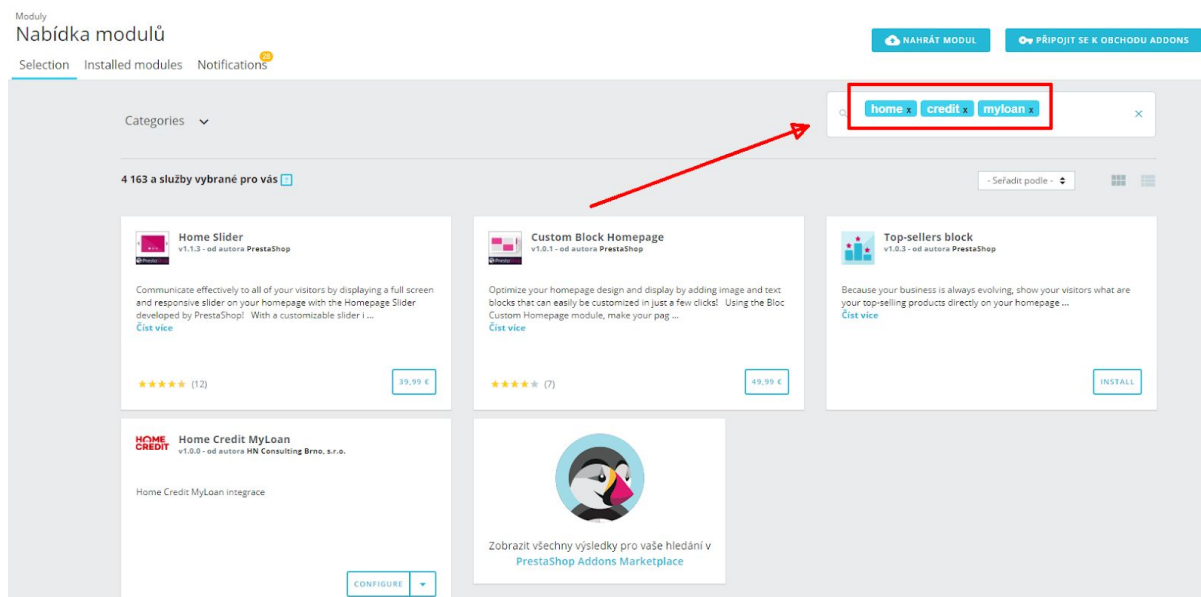 Moduly
Nabídka modulů
NAHRÁT MODUL
PŘIPOJIT SE K OBCHODU ADDONS
Selection Installed modules Notifications
Categories
home x credit x myloan x
×
4 163 a služby vybrané pro vás
- Seřadit podle -
Home Slider
v1.1.3 - od autora PrestaShop
Communicate effectively to all of your visitors by displaying a full screen
and responsive slider on your homepage with the Homepage Slider
developed by PrestaShop! With a customizable slider i ...
Číst více
(12)
39,99 €
Custom Block Homepage
v1.0.1 - od autora PrestaShop
Optimize your homepage design and display by adding image and text
blocks that can easily be customized in just a few clicks! Using the Bloc
Custom Homepage module, make your pag ...
Číst více
(7)
49,99 €
Top-sellers block
v1.0.3 - od autora PrestaShop
Because your business is always evolving, show your visitors what are
your top-selling products directly on your homepage ...
Číst více
INSTALL
HOME
CREDIT
Home Credit MyLoan
v1.0.0 - od autora HN Consulting Brno, s.r.o.
Home Credit MyLoan integrace
CONFIGURE
Zobrazit všechny výsledky pro vaše hledání v
PrestaShop Addons Marketplace